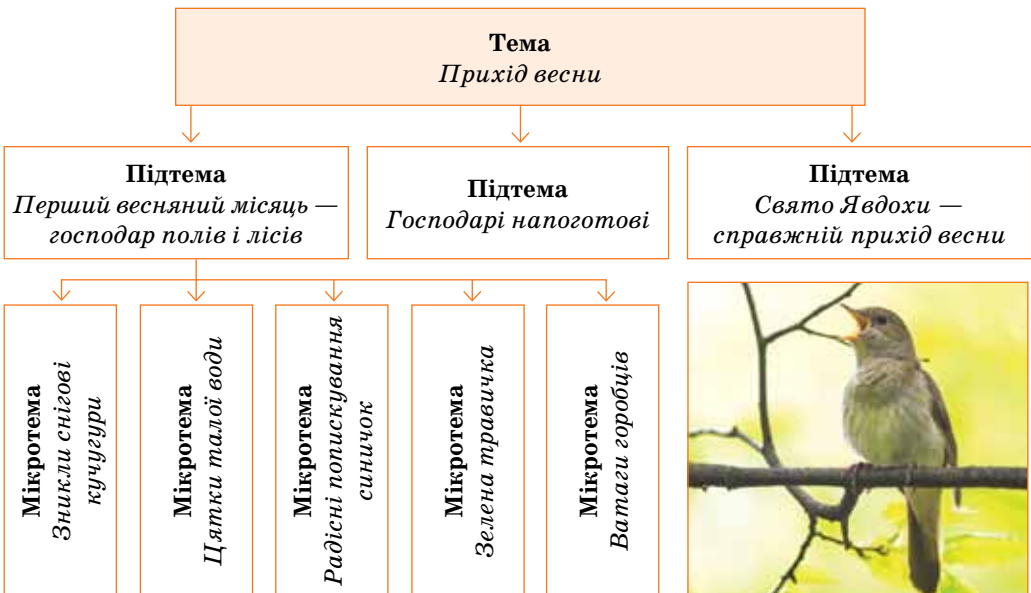 Тема
Прихід весни
Підтема
Перший весняний місяць —
господар полів і лісів
Підтема
Господарі напоготові
Підтема
Свято Явдохи —
справжній прихід весни
Мікротема
Зникли снігові
кучугури
Мікротема
Цятки талої води
Мікротема
Радісні попискування
синичок
Мікротема
Зелена травичка
Мікротема
Ватаги горобців